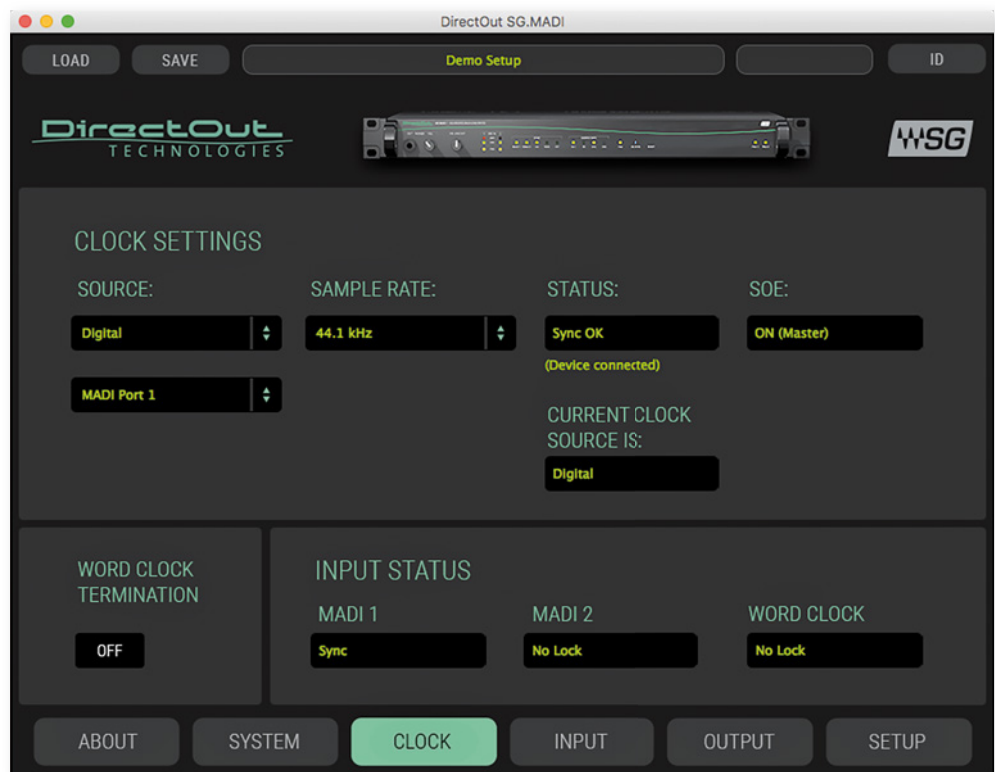 DirectOut SG.MADI
LOAD SAVE Demo Setup ID
DirectOut
TECHNOLOGIES
SG
CLOCK SETTINGS
SOURCE: SAMPLE RATE: STATUS: SOE:
Digital 44.1 kHz Sync OK ON (Master)
(Device connected)
MADI Port 1
CURRENT CLOCK
SOURCE IS:
Digital
WORD CLOCK
TERMINATION
OFF
INPUT STATUS
MADI 1 MADI 2 WORD CLOCK
Sync No Lock No Lock
ABOUT SYSTEM CLOCK INPUT OUTPUT SETUP